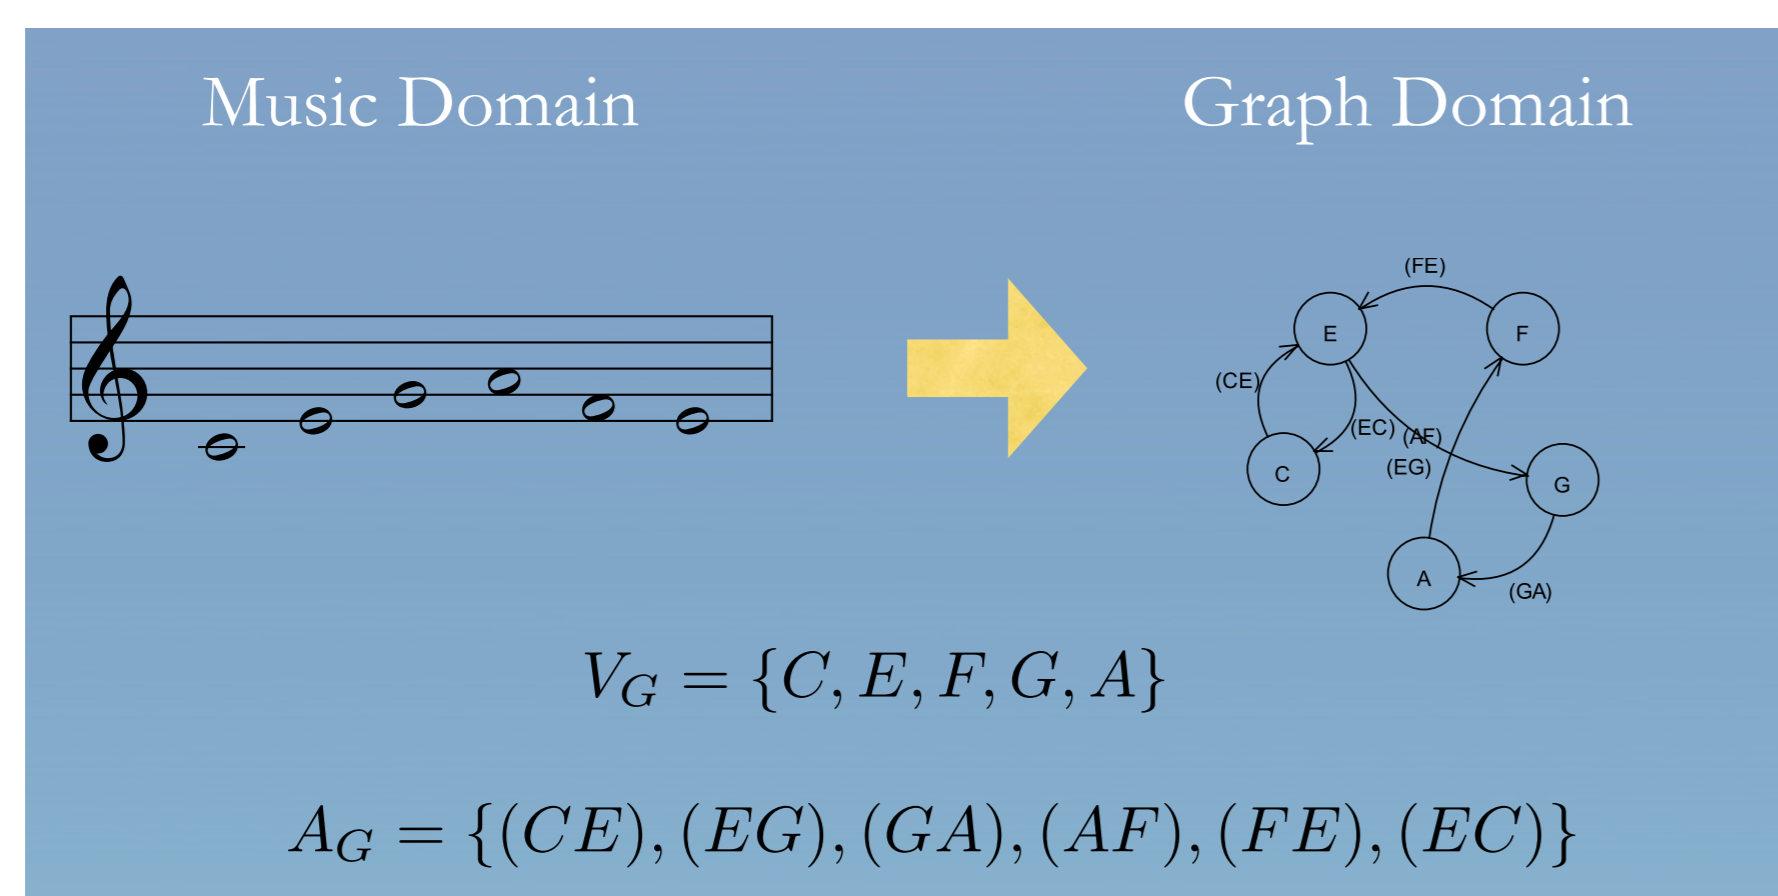 Music Domain
Graph Domain
(FE)
E
F
(CE)
(EC)
(AF)
(EG)
C
G
A
(GA)
V_G = {C, E, F, G, A}
A_G = {(CE), (EG), (GA), (AF), (FE), (EC)}